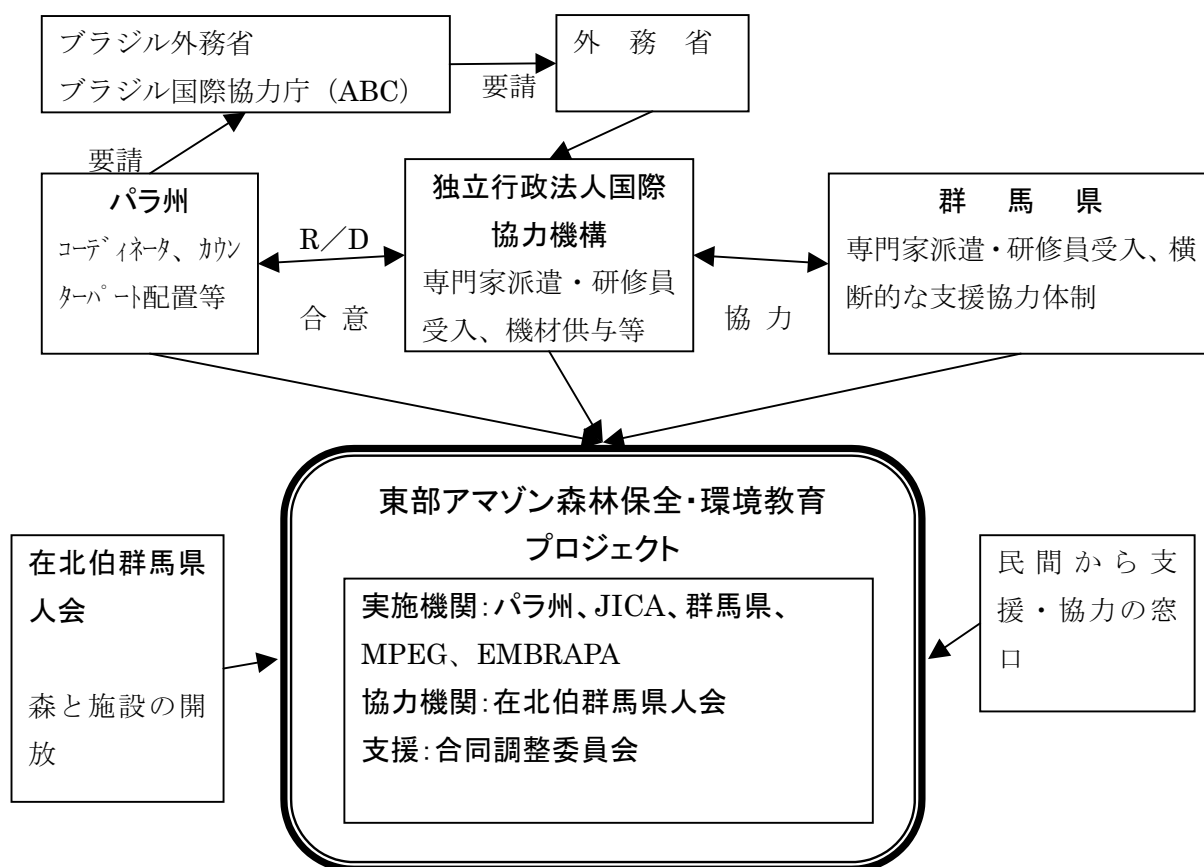 ブラジル外務省
ブラジル国際協力庁（ABC）
要請
外　務　省
要請
パラ州
コーディネータ、カウン
ターパート配置等
R／D
合 意
独立行政法人国際
協力機構
専門家派遣・研修員
受入、機材供与等
協 力
群　馬　県
専門家派遣・研修員受入、横
断的な支援協力体制
東部アマゾン森林保全・環境教育
プロジェクト
実施機関：パラ州、JICA、群馬県、
MPEG、EMBRAPA
協力機関：在北伯群馬県人会
支援：合同調整委員会
在北伯群馬県
人会
森と施設の開
放
民間から支
援・協力の窓
口